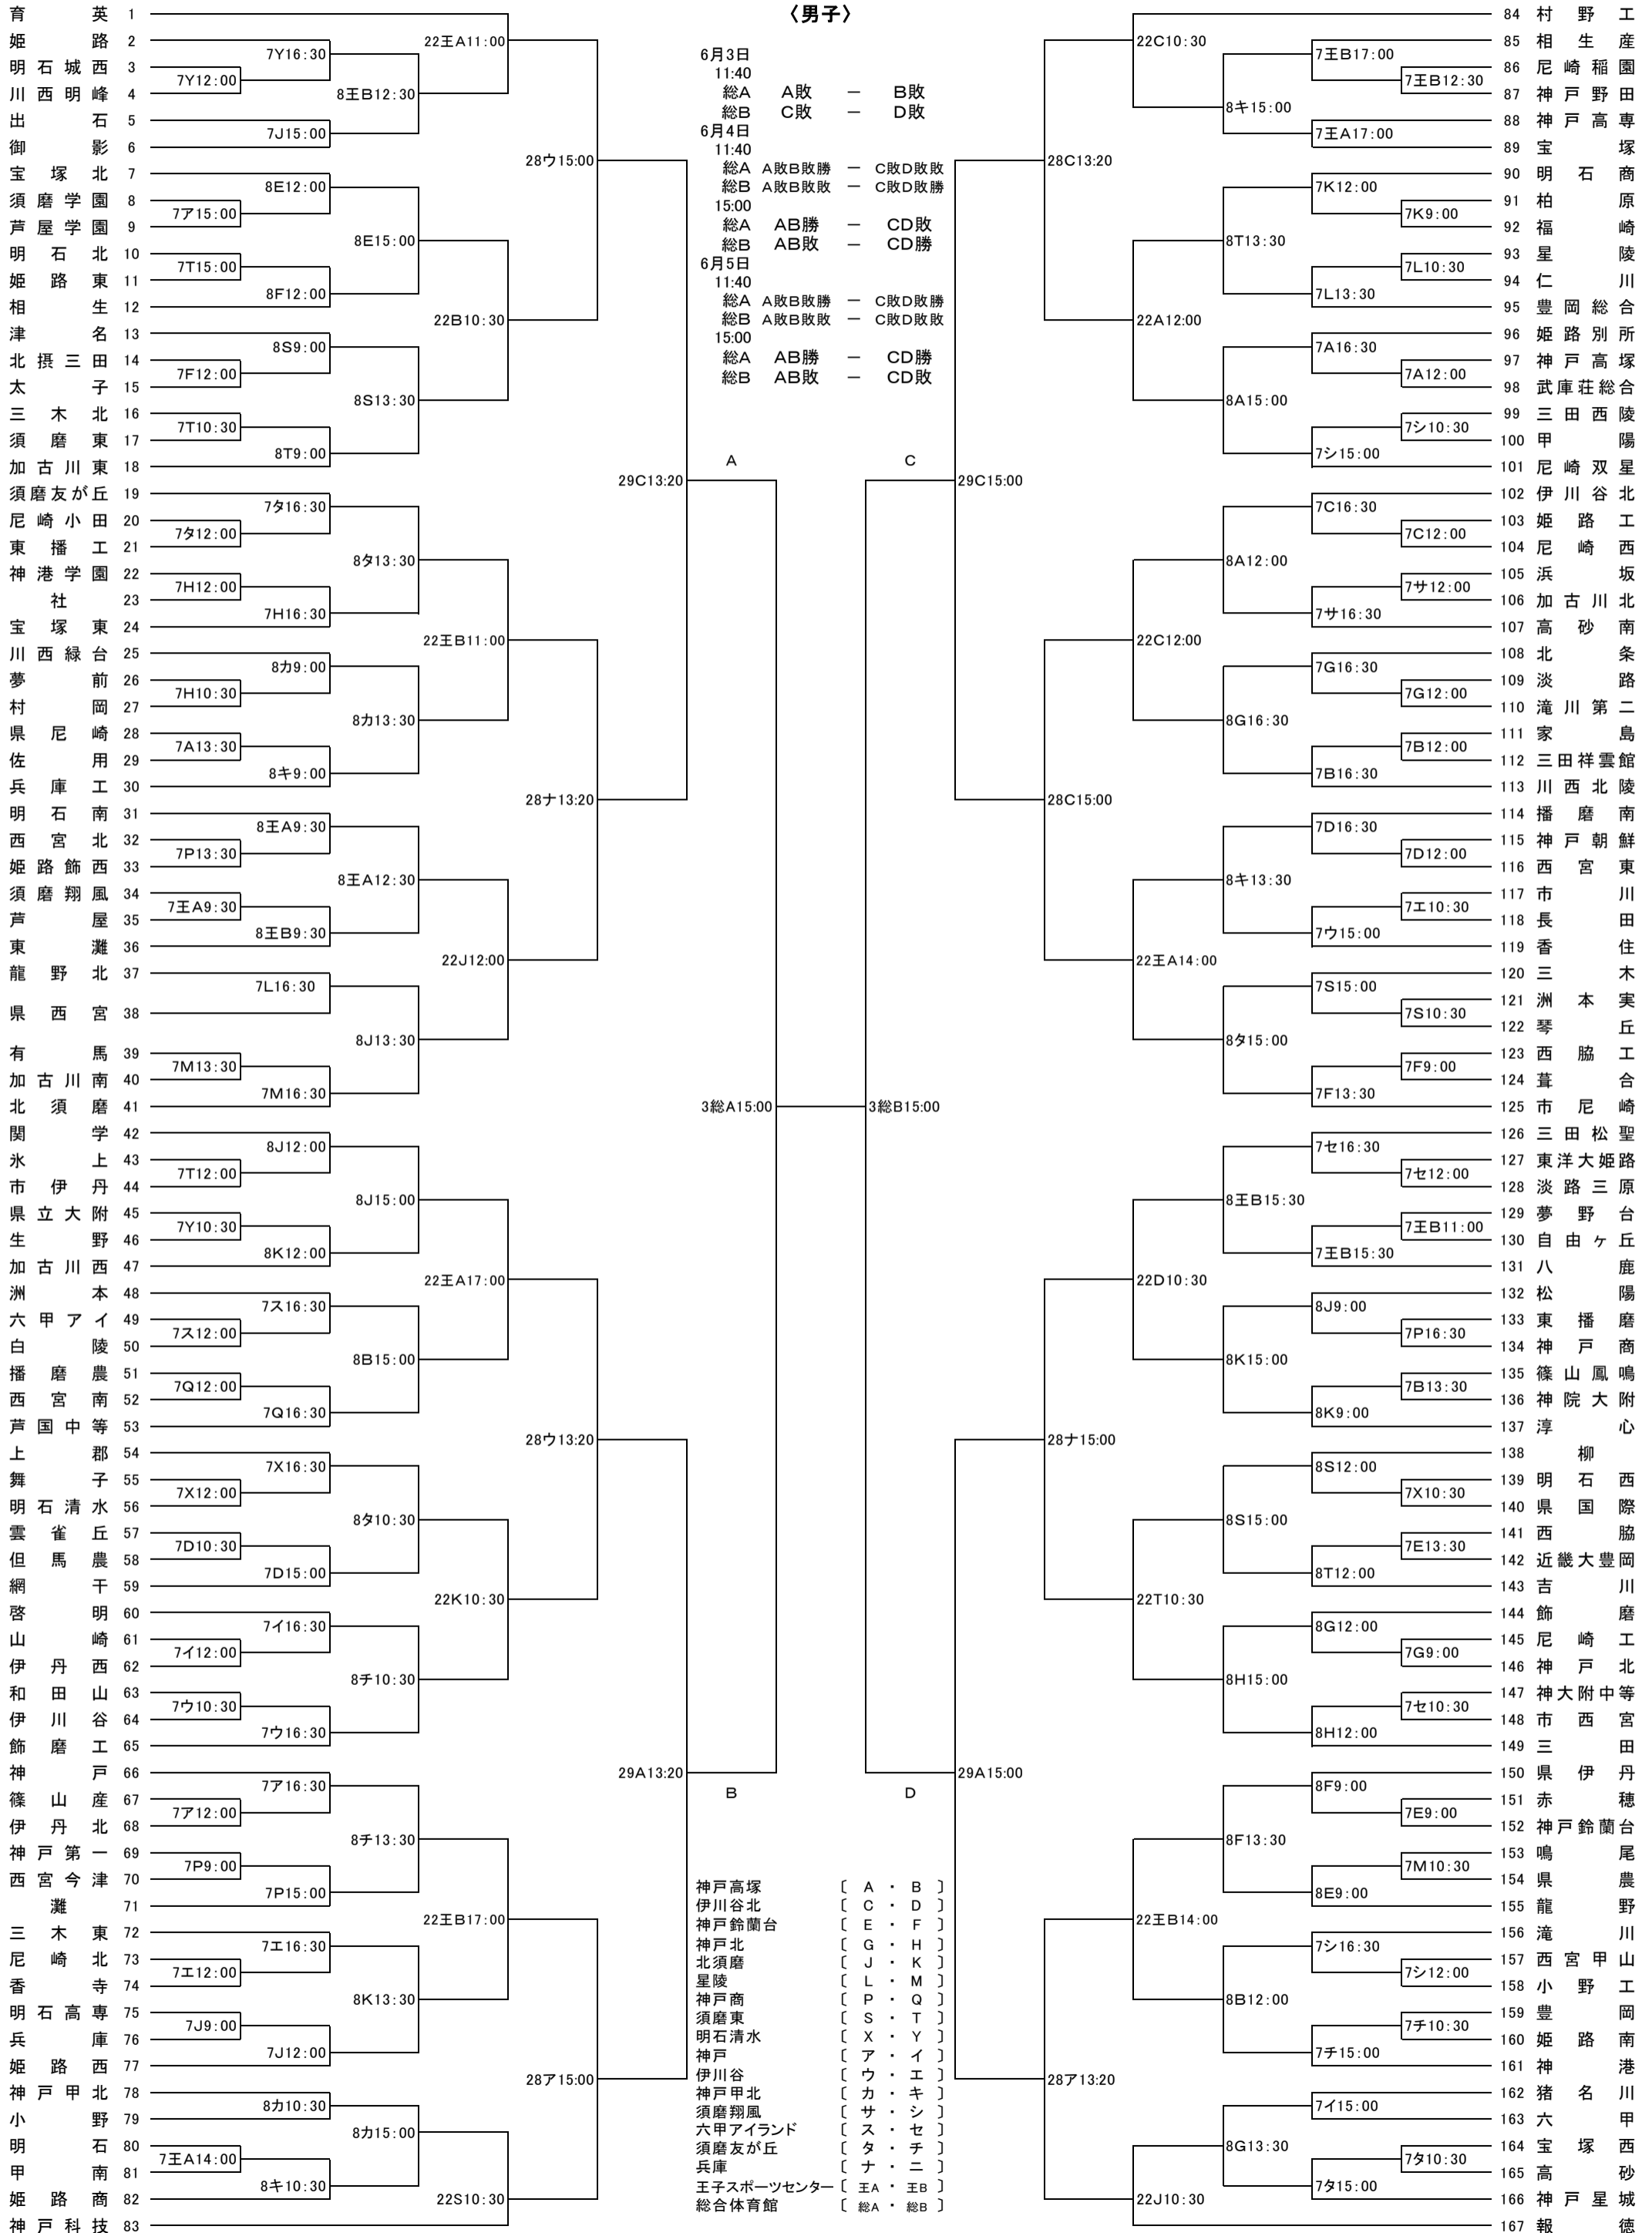 〈男子〉
6月3日
11:40
総A A敗 － B敗
総B C敗 － D敗
6月4日
11:40
総A A敗B敗勝 － C敗D敗敗
総B A敗B敗敗 － C敗D敗勝
15:00
総A AB勝 － CD敗
総B AB敗 － CD勝
6月5日
11:40
総A A敗B敗勝 － C敗D敗勝
総B A敗B敗敗 － C敗D敗敗
15:00
総A AB勝 － CD勝
総B AB敗 － CD敗
育英 1
姫路 2
明石城西 3
川西明峰 4
出石 5
御影 6
宝塚北 7
須磨学園 8
芦屋学園 9
明石北 10
姫路東 11
相生 12
津名 13
北摂三田 14
太子 15
三木北 16
須磨東 17
加古川東 18
須磨友が丘 19
尼崎小田 20
東播工 21
神港学園 22
社 23
宝塚東 24
川西緑台 25
夢前 26
村岡 27
県尼崎 28
佐用 29
兵庫工 30
明石南 31
西宮北 32
姫路飾西 33
須磨翔風 34
芦屋 35
東灘 36
龍野北 37
県西宮 38
有馬 39
加古川南 40
北須磨 41
関学 42
氷上 43
市伊丹 44
県立大附 45
生野 46
加古川西 47
洲本 48
六甲アイ 49
白陵 50
播磨農 51
西宮南 52
芦国中等 53
上郡 54
舞子 55
明石清水 56
雲雀丘 57
但馬農 58
網干 59
啓明 60
山崎 61
伊丹西 62
和田山 63
伊川谷 64
飾磨工 65
神戸 66
篠山産 67
伊丹北 68
神戸第一 69
西宮今津 70
灘 71
三木東 72
尼崎北 73
香寺 74
明石高専 75
兵庫 76
姫路西 77
神戸甲北 78
小野 79
明石 80
甲南 81
姫路商 82
神戸科技 83
7Y12:00
7ア15:00
7T15:00
7F12:00
7T10:30
7タ12:00
7H12:00
7H10:30
7A13:30
7P13:30
7王A9:30
7M13:30
7T12:00
7Y10:30
7ス12:00
7Q12:00
7X12:00
7D10:30
7イ12:00
7ウ10:30
7ア12:00
7P9:00
7エ12:00
7J9:00
7王A14:00
7Y16:30
7J15:00
8E12:00
8F12:00
8S9:00
8T9:00
7タ16:30
7H16:30
8カ9:00
8キ9:00
8王A9:30
8王B9:30
7L16:30
7M16:30
8J12:00
8K12:00
7ス16:30
7Q16:30
7X16:30
7D15:00
7イ16:30
7ウ16:30
7ア16:30
7P15:00
7エ16:30
7J12:00
8カ10:30
8キ10:30
8王B12:30
8E15:00
8S13:30
8タ13:30
8カ13:30
8王A12:30
8J13:30
8J15:00
8B15:00
8タ10:30
8チ10:30
8チ13:30
8K13:30
8カ15:00
22王A11:00
22B10:30
22王B11:00
22J12:00
22王A17:00
22K10:30
22王B17:00
22S10:30
28ウ15:00
28ナ13:20
28ウ13:20
28ア15:00
29C13:20
29A13:20
A
B
3総A15:00
3総B15:00
C
D
29C15:00
29A15:00
28C13:20
28C15:00
28ナ15:00
28ア13:20
22C10:30
22A12:00
22C12:00
22王A14:00
22D10:30
22T10:30
22王B14:00
22J10:30
8キ15:00
8T13:30
8A15:00
8A12:00
8G16:30
8キ13:30
8タ15:00
8王B15:30
8K15:00
8S15:00
8H15:00
8F13:30
8B12:00
8G13:30
7王B17:00
7王A17:00
7K12:00
7L13:30
7A16:30
7シ15:00
7C16:30
7サ16:30
7G16:30
7B16:30
7D16:30
7ウ15:00
7S15:00
7F13:30
7セ16:30
7王B15:30
8J9:00
8K9:00
8S12:00
8T12:00
8G12:00
8H12:00
8F9:00
8E9:00
7シ16:30
7チ15:00
7イ15:00
7タ15:00
7王B12:30
7K9:00
7L10:30
7A12:00
7シ10:30
7C12:00
7サ12:00
7G12:00
7B12:00
7D12:00
7エ10:30
7S10:30
7F9:00
7セ12:00
7王B11:00
7P16:30
7B13:30
7X10:30
7E13:30
7G9:00
7セ10:30
7E9:00
7M10:30
7シ12:00
7チ10:30
7タ10:30
84 村野工
85 相生産
86 尼崎稲園
87 神戸野田
88 神戸高専
89 宝塚
90 明石商
91 柏原
92 福崎
93 星陵
94 仁川
95 豊岡総合
96 姫路別所
97 神戸高塚
98 武庫荘総合
99 三田西陵
100 甲陽
101 尼崎双星
102 伊川谷北
103 姫路工
104 尼崎西
105 浜坂
106 加古川北
107 高砂南
108 北条
109 淡路
110 滝川第二
111 家島
112 三田祥雲館
113 川西北陵
114 播磨南
115 神戸朝鮮
116 西宮東
117 市川
118 長田
119 香住
120 三木
121 洲本実
122 琴丘
123 西脇工
124 葺合
125 市尼崎
126 三田松聖
127 東洋大姫路
128 淡路三原
129 夢野台
130 自由ヶ丘
131 八鹿
132 松陽
133 東播磨
134 神戸商
135 篠山鳳鳴
136 神院大附
137 淳心
138 柳
139 明石西
140 県国際
141 西脇
142 近畿大豊岡
143 吉川
144 飾磨
145 尼崎工
146 神戸北
147 神大附中等
148 市西宮
149 三田
150 県伊丹
151 赤穂
152 神戸鈴蘭台
153 鳴尾
154 県農
155 龍野
156 滝川
157 西宮甲山
158 小野工
159 豊岡
160 姫路南
161 神港
162 猪名川
163 六甲
164 宝塚西
165 高砂
166 神戸星城
167 報徳
神戸高塚 〔 A ・ B 〕
伊川谷北 〔 C ・ D 〕
神戸鈴蘭台 〔 E ・ F 〕
神戸北 〔 G ・ H 〕
北須磨 〔 J ・ K 〕
星陵 〔 L ・ M 〕
神戸商 〔 P ・ Q 〕
須磨東 〔 S ・ T 〕
明石清水 〔 X ・ Y 〕
神戸 〔 ア ・ イ 〕
伊川谷 〔 ウ ・ エ 〕
神戸甲北 〔 カ ・ キ 〕
須磨翔風 〔 サ ・ シ 〕
六甲アイランド 〔 ス ・ セ 〕
須磨友が丘 〔 タ ・ チ 〕
兵庫 〔 ナ ・ ニ 〕
王子スポーツセンター 〔 王A ・ 王B 〕
総合体育館 〔 総A ・ 総B 〕